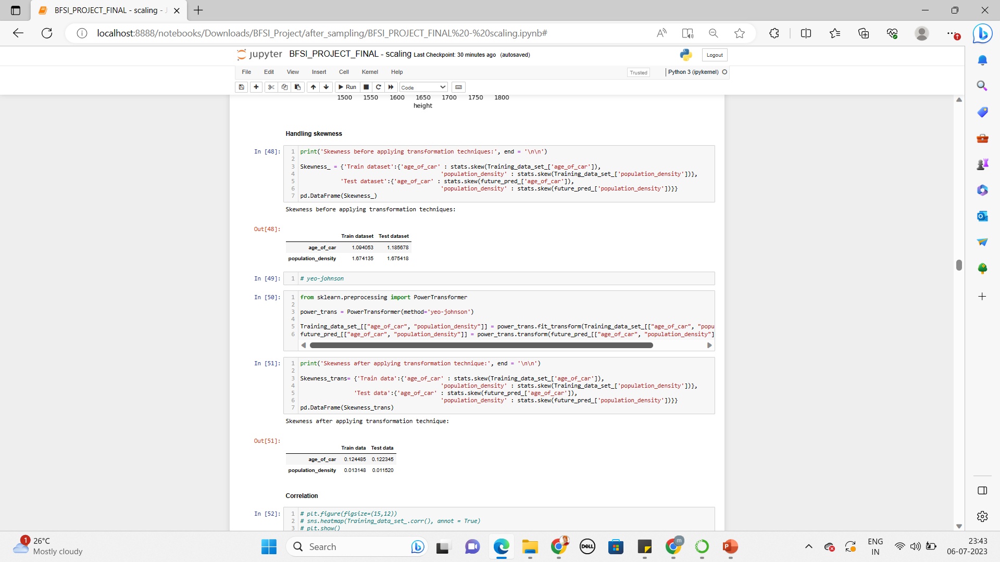 BFSI_PROJECT_FINAL - scaling - J
localhost:8888/notebooks/Downloads/BFSI_Project/after_sampling/BFSI_PROJECT_FINAL%20-%20scaling.ipynb#
jupyter BFSI_PROJECT_FINAL - scaling Last Checkpoint: 30 minutes ago (autosaved)
Logout
File Edit View Insert Cell Kernel Help
Trusted
Python 3 (ipykernel)
Run
Code
1500 1550 1600 1650 1700 1750 1800
height
Handling skewness
In [48]:
1 print('Skewness before applying transformation techniques:', end = '\n\n')
2
3 Skewness_ = {'Train dataset':{'age_of_car' : stats.skew(Training_data_set_['age_of_car']),
4 'population_density' : stats.skew(Training_data_set_['population_density'])},
5 'Test dataset':{'age_of_car' : stats.skew(future_pred_['age_of_car']),
6 'population_density' : stats.skew(future_pred_['population_density'])}}
7 pd.DataFrame(Skewness_)
Skewness before applying transformation techniques:
Out[48]:
Train dataset Test dataset
age_of_car 1.094053 1.185678
population_density 1.674135 1.675418
In [49]:
1 # yeo-johnson
In [50]:
1 from sklearn.preprocessing import PowerTransformer
2
3 power_trans = PowerTransformer(method='yeo-johnson')
4
5 Training_data_set_[["age_of_car", "population_density"]] = power_trans.fit_transform(Training_data_set_[["age_of_car", "popu
6 future_pred_[["age_of_car", "population_density"]] = power_trans.transform(future_pred_[["age_of_car", "population_density"]
In [51]:
1 print('Skewness after applying transformation technique:', end = '\n\n')
2
3 Skewness_trans= {'Train data':{'age_of_car' : stats.skew(Training_data_set_['age_of_car']),
4 'population_density' : stats.skew(Training_data_set_['population_density'])},
5 'Test data':{'age_of_car' : stats.skew(future_pred_['age_of_car']),
6 'population_density' : stats.skew(future_pred_['population_density'])}}
7 pd.DataFrame(Skewness_trans)
Skewness after applying transformation technique:
Out[51]:
Train data Test data
age_of_car 0.124485 0.122345
population_density 0.013148 0.011520
Correlation
In [52]:
1 # plt.figure(figsize=(15,12))
2 # sns.heatmap(Training_data_set_.corr(), annot = True)
3 # plt.show()
1
26°C
Mostly cloudy
Search
DELL
m
P
ENG
IN
23:43
06-07-2023